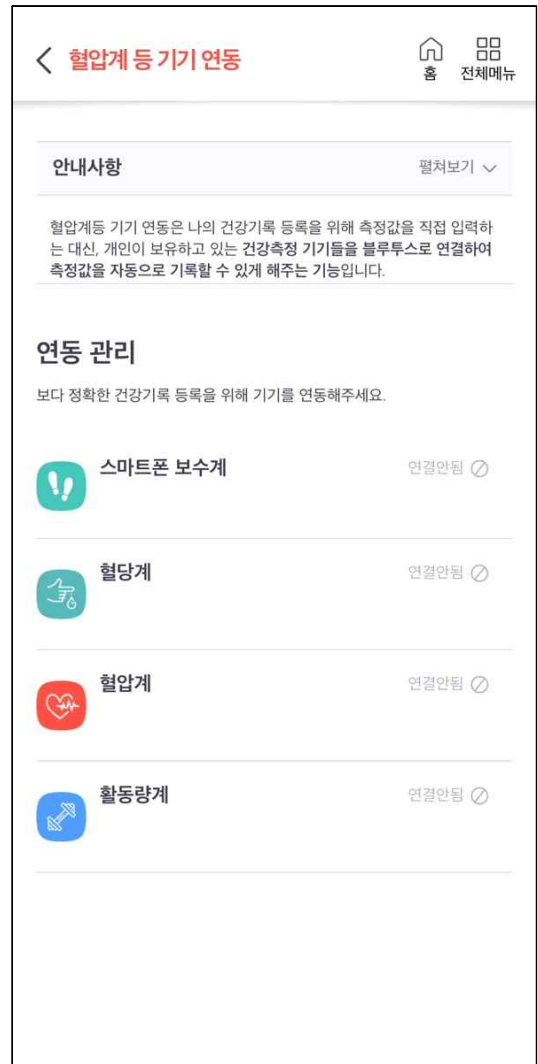 혈압계 등 기기 연동
홈
전체메뉴
안내사항
펼쳐보기
혈압계등 기기 연동은 나의 건강기록 등록을 위해 측정값을 직접 입력하
는 대신, 개인이 보유하고 있는 건강측정 기기들을 블루투스로 연결하여
측정값을 자동으로 기록할 수 있게 해주는 기능입니다.
연동 관리
보다 정확한 건강기록 등록을 위해 기기를 연동해주세요.
스마트폰 보수계
연결안됨
혈당계
연결안됨
혈압계
연결안됨
활동량계
연결안됨